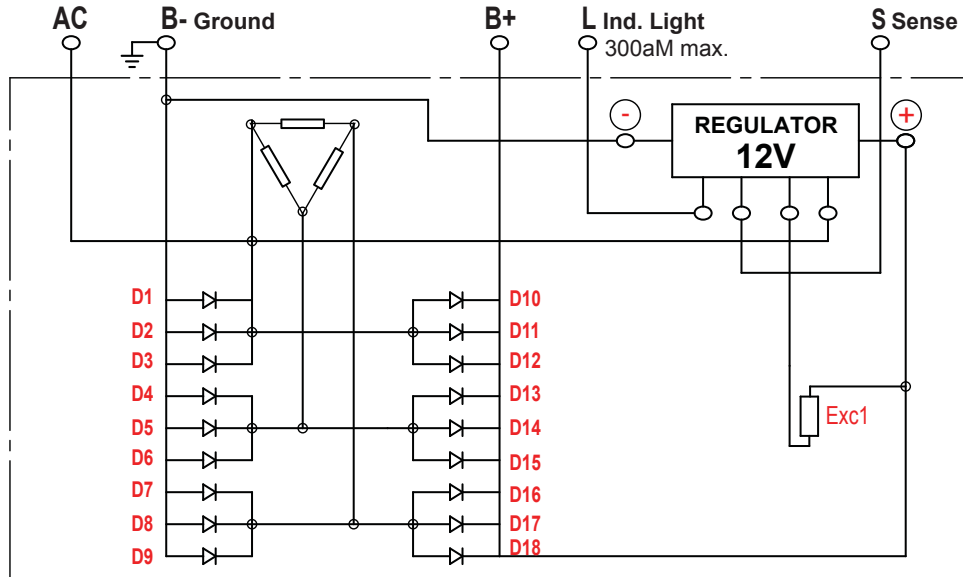 AC B- Ground B+ L Ind. Light S Sense
300aM max.
- REGULATOR +
12V
D1 D10
D2 D11
D3 D12
D4 D13
D5 D14 Exc1
D6 D15
D7 D16
D8 D17
D9 D18